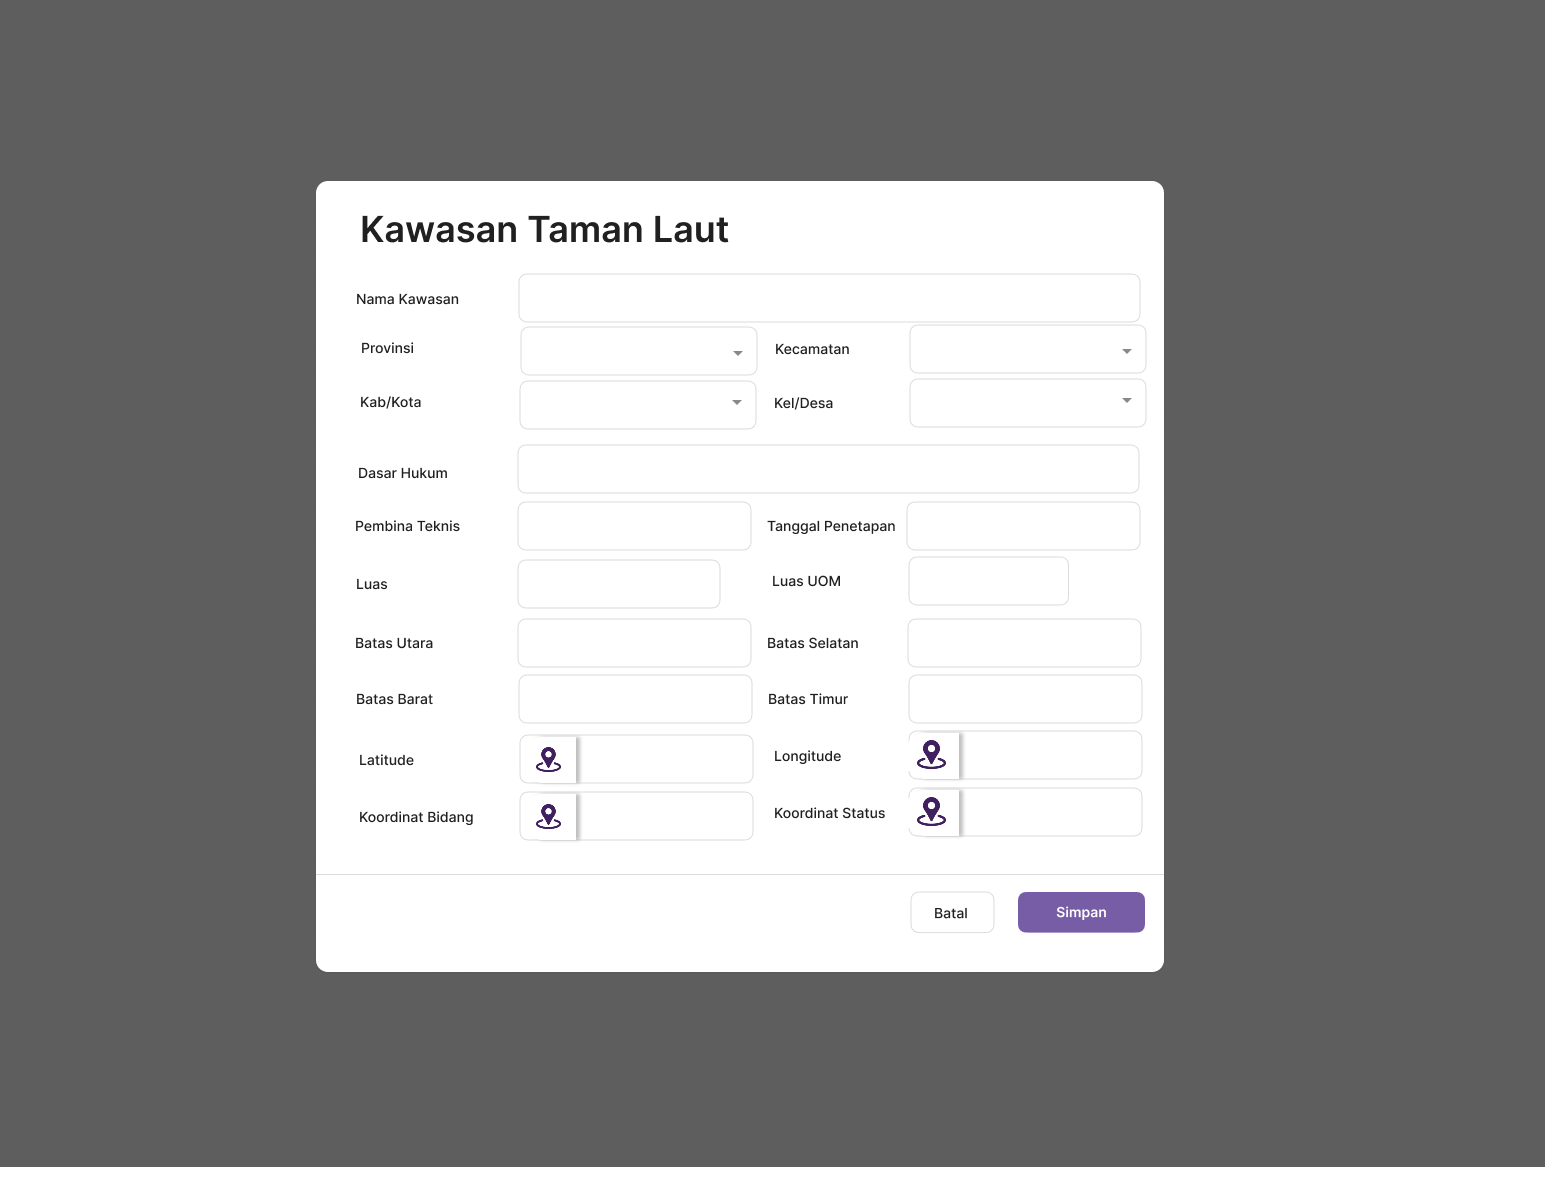 Kawasan Taman Laut
Nama Kawasan
Provinsi
Kecamatan
Kab/Kota
Kel/Desa
Dasar Hukum
Pembina Teknis
Tanggal Penetapan
Luas
Luas UOM
Batas Utara
Batas Selatan
Batas Barat
Batas Timur
Latitude
Longitude
Koordinat Bidang
Koordinat Status
Batal
Simpan